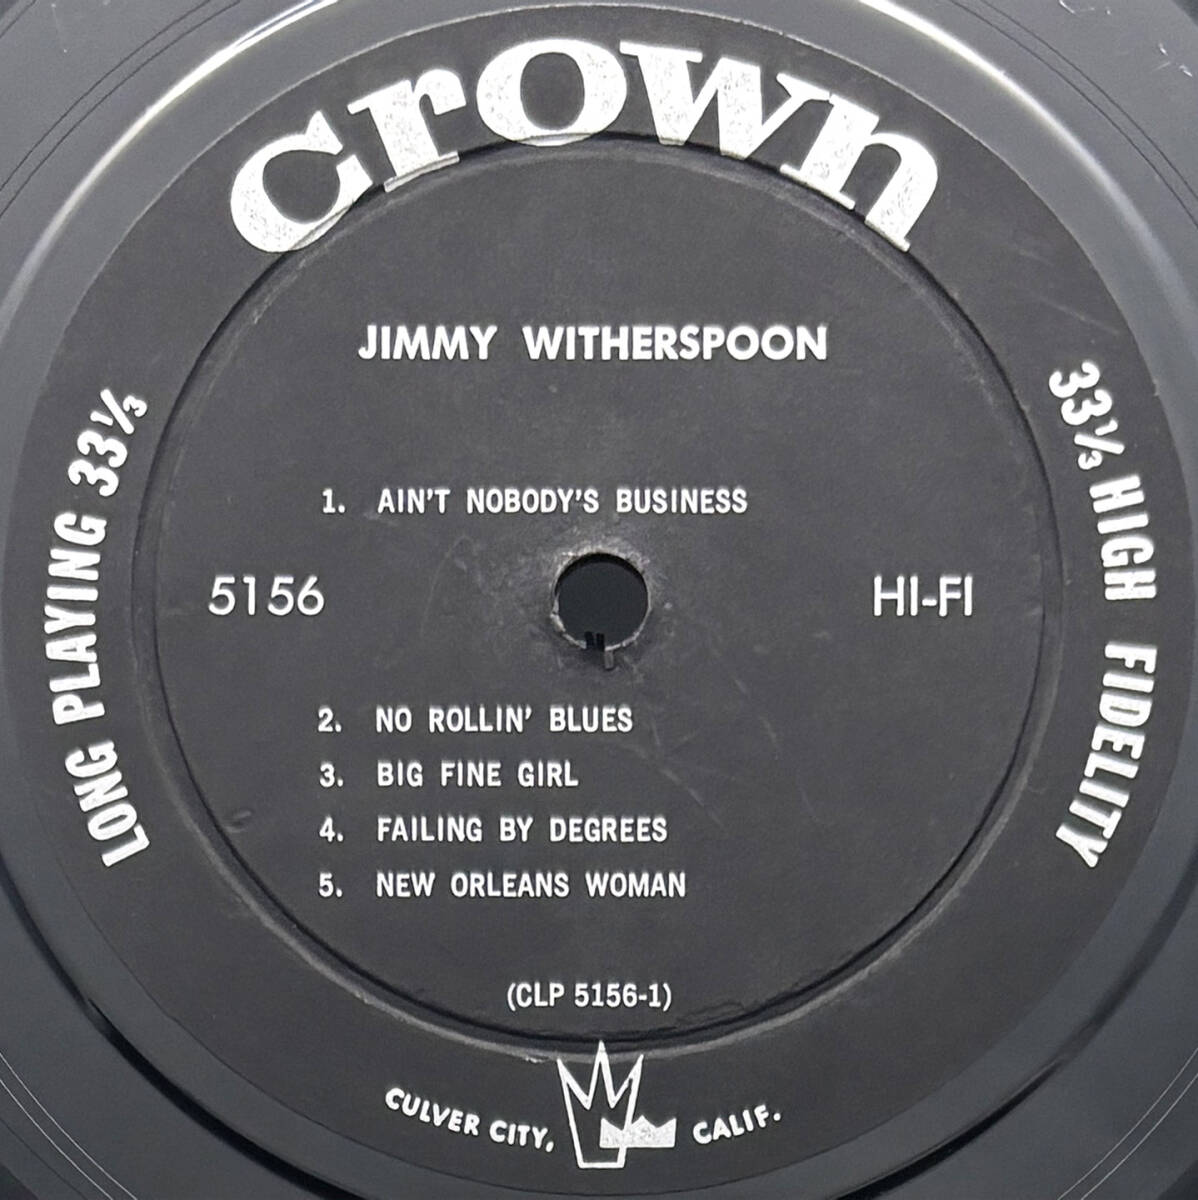 crown
JIMMY WITHERSPOON
1. AIN'T NOBODY'S BUSINESS
5156
HI-FI
2. NO ROLLIN' BLUES
3. BIG FINE GIRL
4. FAILING BY DEGREES
5. NEW ORLEANS WOMAN
(CLP 5156-1)
LONG PLAYING 33⅓
33⅓ HIGH FIDELITY
CULVER CITY, CALIF.